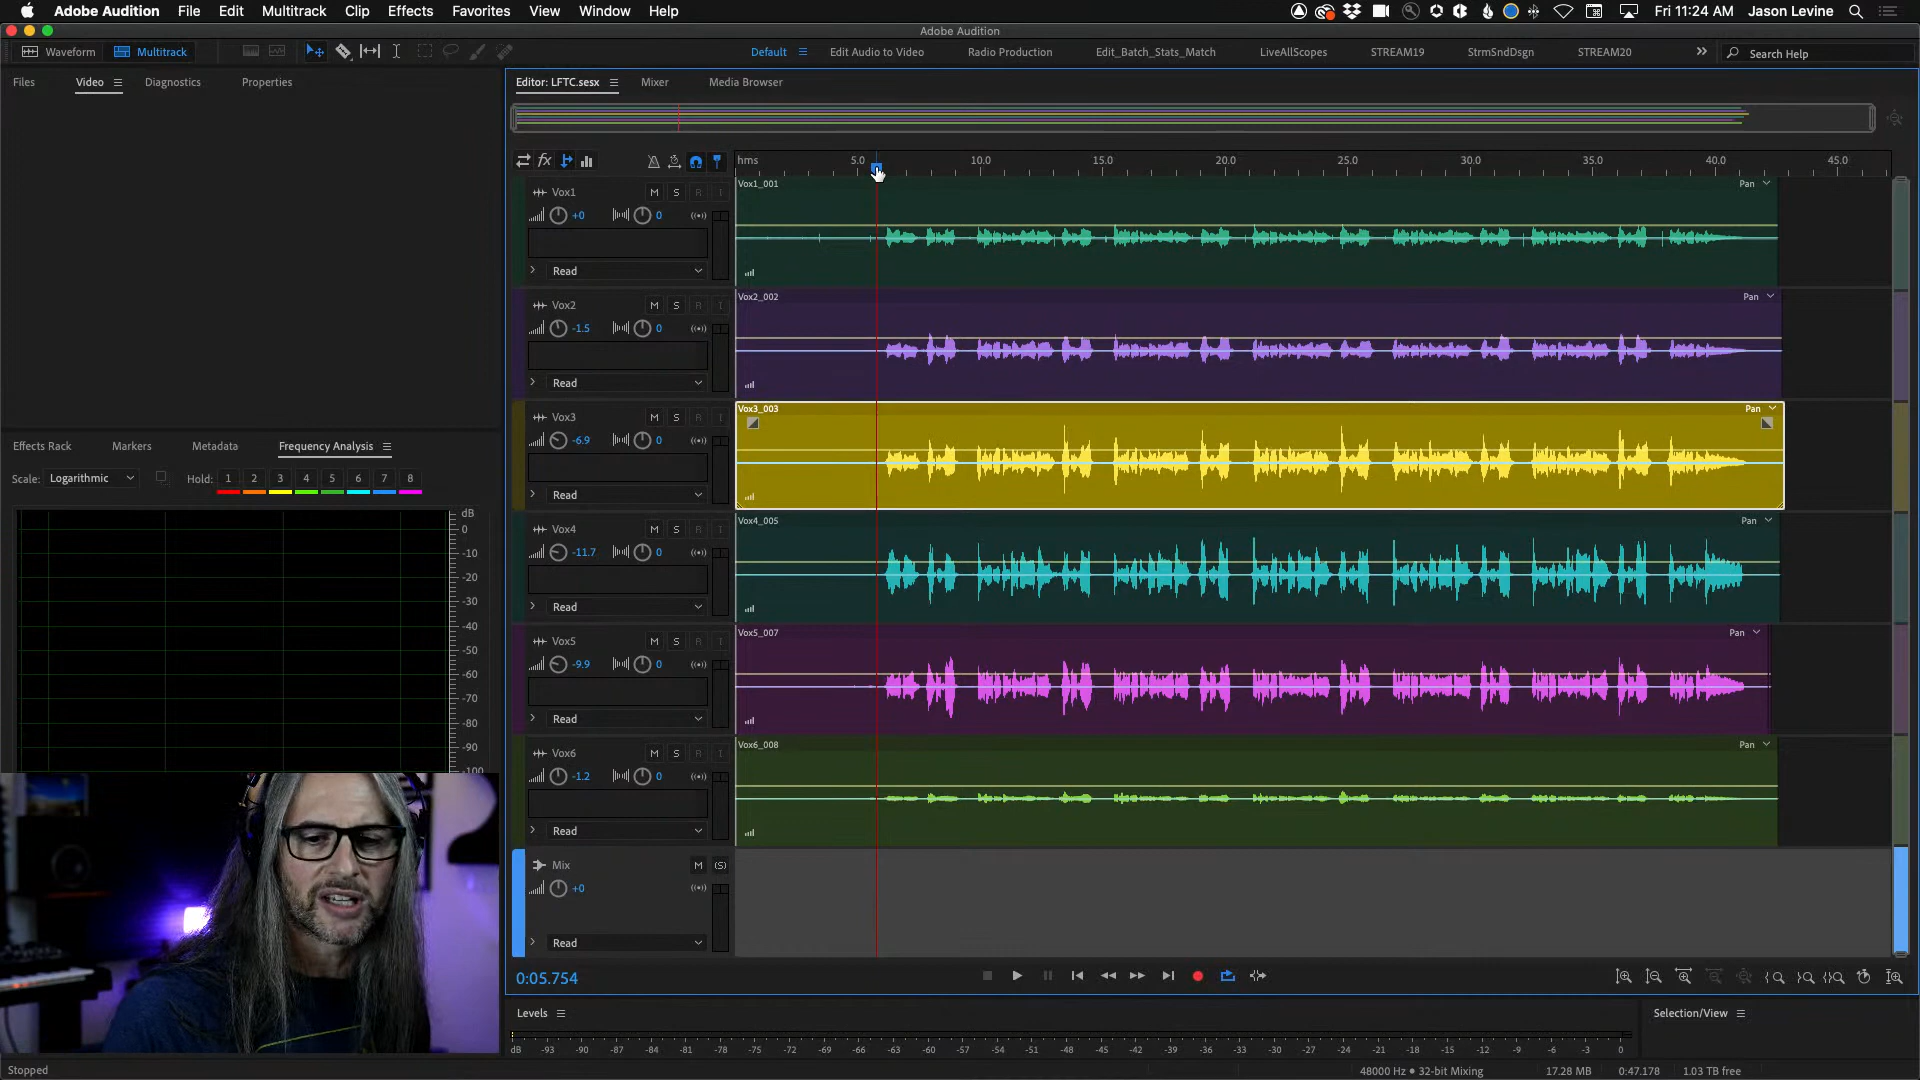 Adobe Audition File Edit Multitrack Clip Effects Favorites View Window Help Fri 11:24 AM Jason Levine
Adobe Audition
Waveform Multitrack Default Edit Audio to Video Radio Production Edit_Batch_Stats_Match LiveAllScopes STREAM19 StrmSndDsgn STREAM20 Search Help
Files Video Diagnostics Properties
Editor: LFTC.sesx Mixer Media Browser
fx hms 5.0 10.0 15.0 20.0 25.0 30.0 35.0 40.0 45.0
Vox1 M S R I
+0 0
Read
Vox1_001 Pan
Vox2 M S R I
-1.5 0
Read
Vox2_002 Pan
Vox3 M S R I
-6.9 0
Read
Vox3_003 Pan
Vox4 M S R I
-11.7 0
Read
Vox4_005 Pan
Vox5 M S R I
-9.9 0
Read
Vox5_007 Pan
Vox6 M S R I
-1.2 0
Read
Vox6_008 Pan
Mix M (S)
+0
Read
Effects Rack Markers Metadata Frequency Analysis
Scale: Logarithmic Hold: 1 2 3 4 5 6 7 8
dB
0
-10
-20
-30
-40
-50
-60
-70
-80
-90
-100
0:05.754
Levels
Selection/View
dB -93 -90 -87 -84 -81 -78 -75 -72 -69 -66 -63 -60 -57 -54 -51 -48 -45 -42 -39 -36 -33 -30 -27 -24 -21 -18 -15 -12 -9 -6 -3 0
Stopped 48000 Hz • 32-bit Mixing 17.28 MB 0:47.178 1.03 TB free